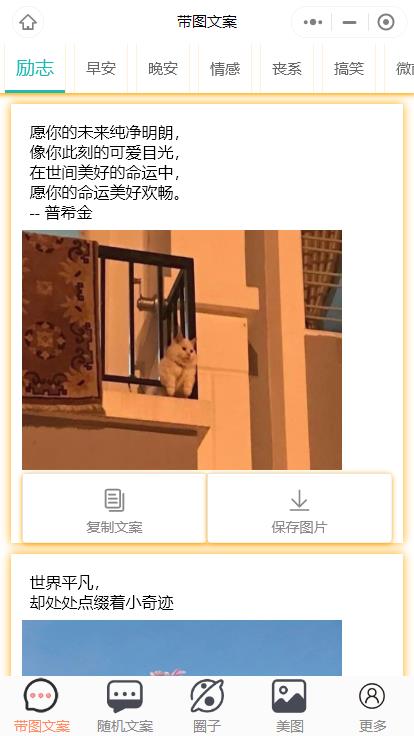 带图文案
励志
早安
晚安
情感
丧系
搞笑
愿你的未来纯净明朗，
像你此刻的可爱目光，
在世间美好的命运中，
愿你的命运美好欢畅。
-- 普希金
复制文案
保存图片
世界平凡，
却处处点缀着小奇迹
带图文案
随机文案
圈子
美图
更多